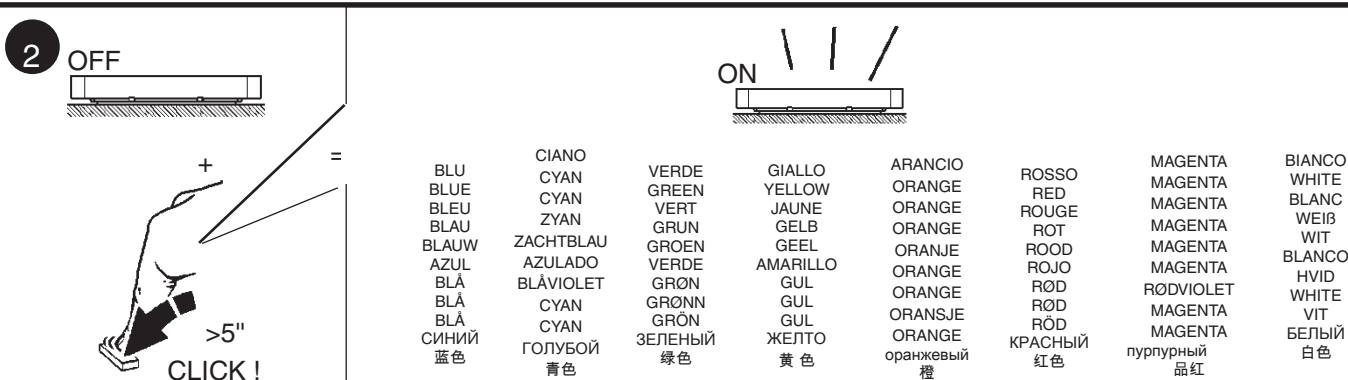 2
OFF
+
=
>5"
CLICK !
ON
BLU
BLUE
BLEU
BLAU
BLAUW
AZUL
BLÅ
BLÅ
BLÅ
СИНИЙ
蓝色
CIANO
CYAN
CYAN
ZYAN
ZACHTBLAU
AZULADO
BLÅVIOLET
CYAN
CYAN
ГОЛУБОЙ
青色
VERDE
GREEN
VERT
GRUN
GROEN
VERDE
GRØN
GRØNN
GRÖN
ЗЕЛЕНЫЙ
绿色
GIALLO
YELLOW
JAUNE
GELB
GEEL
AMARILLO
GUL
GUL
GUL
ЖЕЛТО
黄 色
ARANCIO
ORANGE
ORANGE
ORANGE
ORANJE
ORANGE
ORANGE
ORANSJE
ORANGE
оранжевый
橙
ROSSO
RED
ROUGE
ROT
ROOD
ROJO
RØD
RØD
RÖD
КРАСНЫЙ
红色
MAGENTA
MAGENTA
MAGENTA
MAGENTA
MAGENTA
MAGENTA
RØDVIOLET
MAGENTA
MAGENTA
пурпурный
品红
BIANCO
WHITE
BLANC
WEIß
WIT
BLANCO
HVID
WHITE
VIT
БЕЛЫЙ
白色